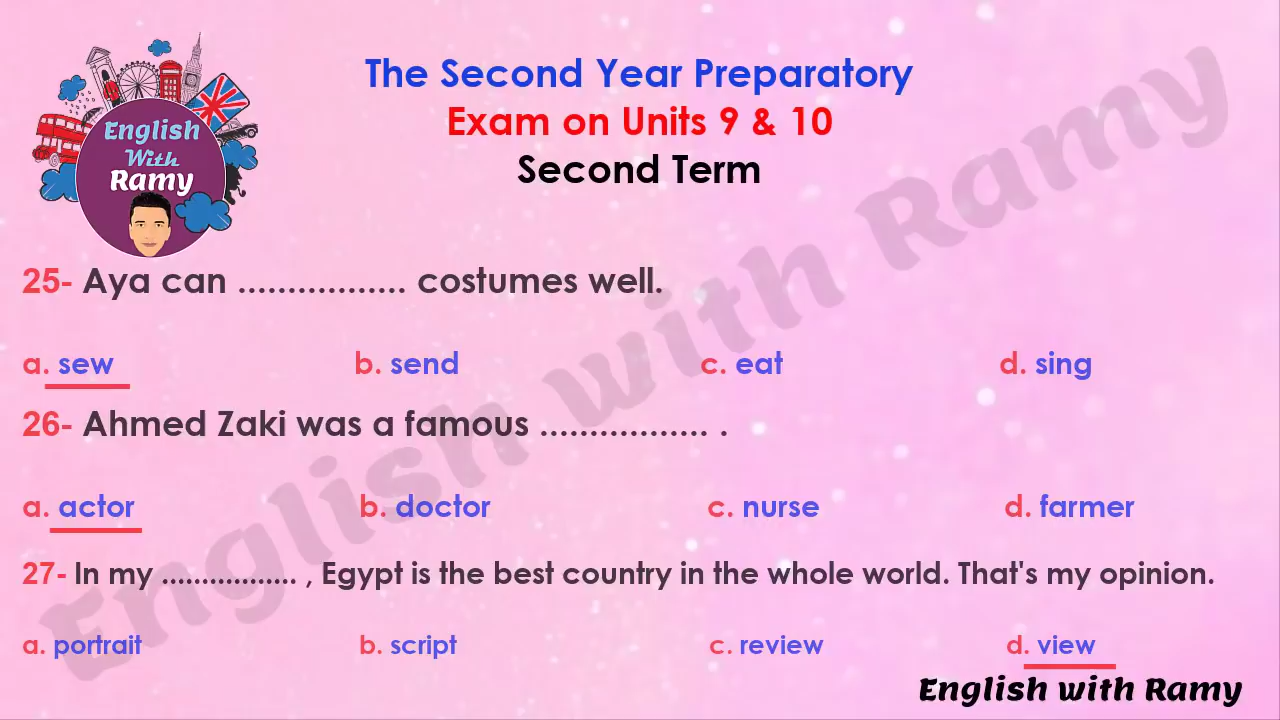 English
With
Ramy
The Second Year Preparatory
Exam on Units 9 & 10
Second Term
25- Aya can ................. costumes well.
a. sew b. send c. eat d. sing
26- Ahmed Zaki was a famous ................. .
a. actor b. doctor c. nurse d. farmer
27- In my ................. , Egypt is the best country in the whole world. That's my opinion.
a. portrait b. script c. review d. view
English with Ramy
English with Ramy